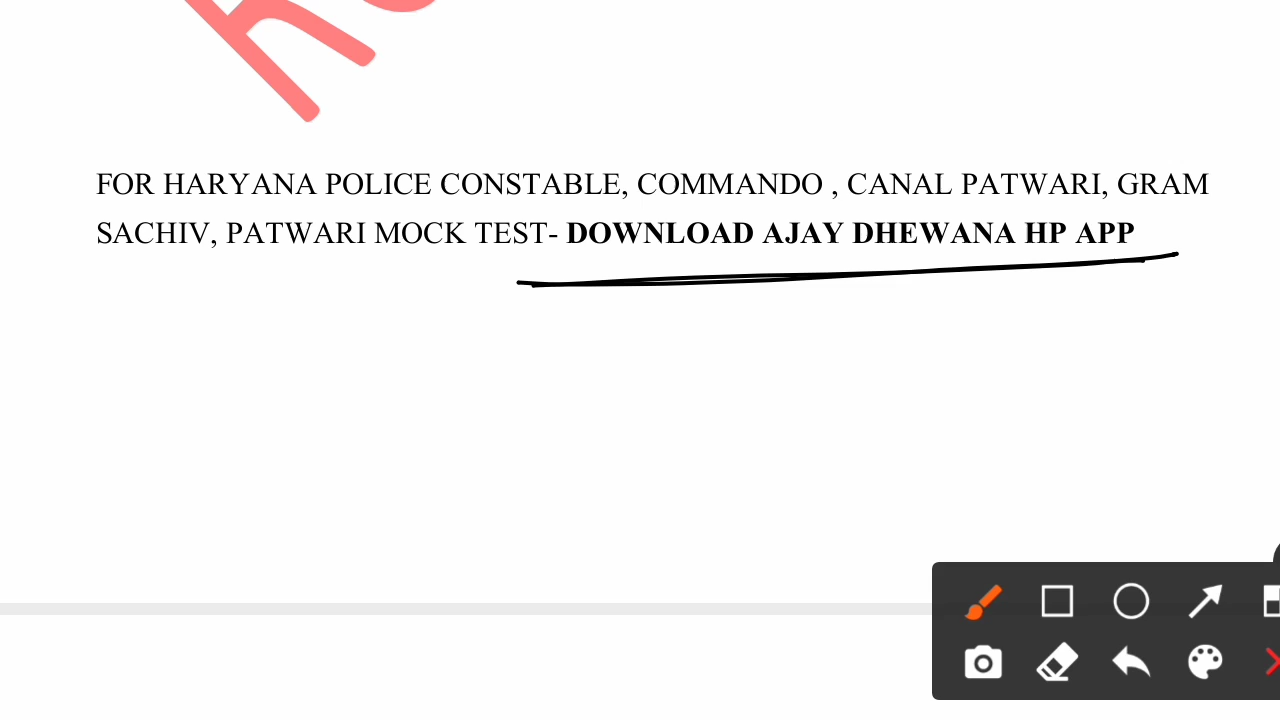 FOR HARYANA POLICE CONSTABLE, COMMANDO , CANAL PATWARI, GRAM
SACHIV, PATWARI MOCK TEST- DOWNLOAD AJAY DHEWANA HP APP